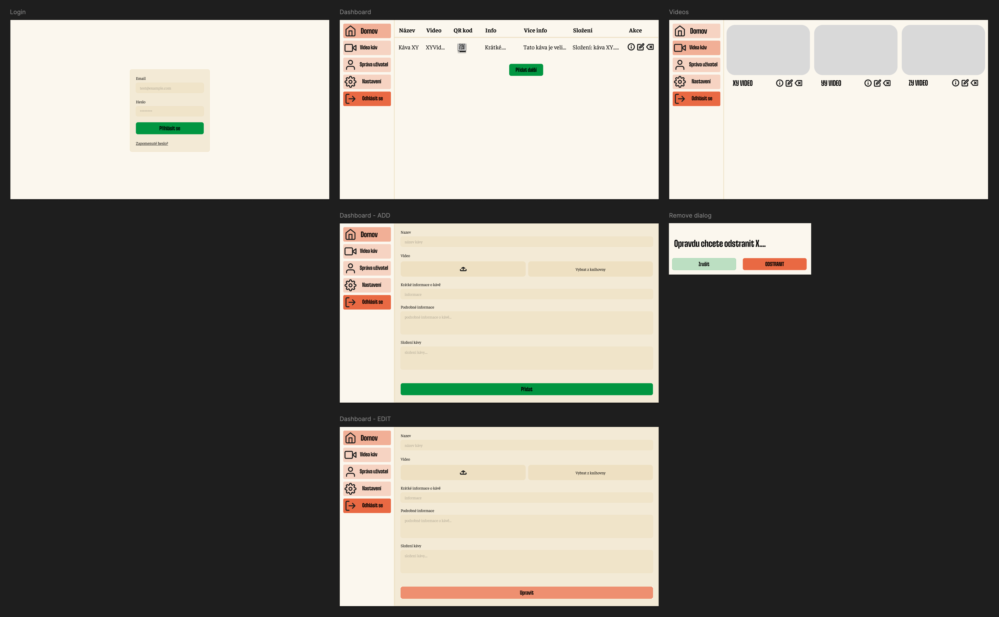 Login
Email
test@example.com
Heslo
********
Přihlásit se
Zapomenuté heslo?
Dashboard
Domov
Videa káv
Správa uživatel
Nastavení
Odhlásit se
Název Video QR kod Info Více info Složení Akce
Káva XY XYVid... Krátké.... Tato káva je veli... Složení: káva XY.....
Přidat další
Videos
Domov
Videa káv
Správa uživatel
Nastavení
Odhlásit se
XY VIDEO
YY VIDEO
ZY VIDEO
Dashboard - ADD
Domov
Videa káv
Správa uživatel
Nastavení
Odhlásit se
Nazev
název kávy
Video
Vybrat z knihovny
Krátké informace o kávě
informace
Podrobné informace
podrobné informace o kávě...
Složení kávy
složení kávy...
Přidat
Remove dialog
Opravdu chcete odstranit X....
Zrušit
ODSTRANIT
Dashboard - EDIT
Domov
Videa káv
Správa uživatel
Nastavení
Odhlásit se
Nazev
název kávy
Video
Vybrat z knihovny
Krátké informace o kávě
informace
Podrobné informace
podrobné informace o kávě...
Složení kávy
složení kávy...
Upravit